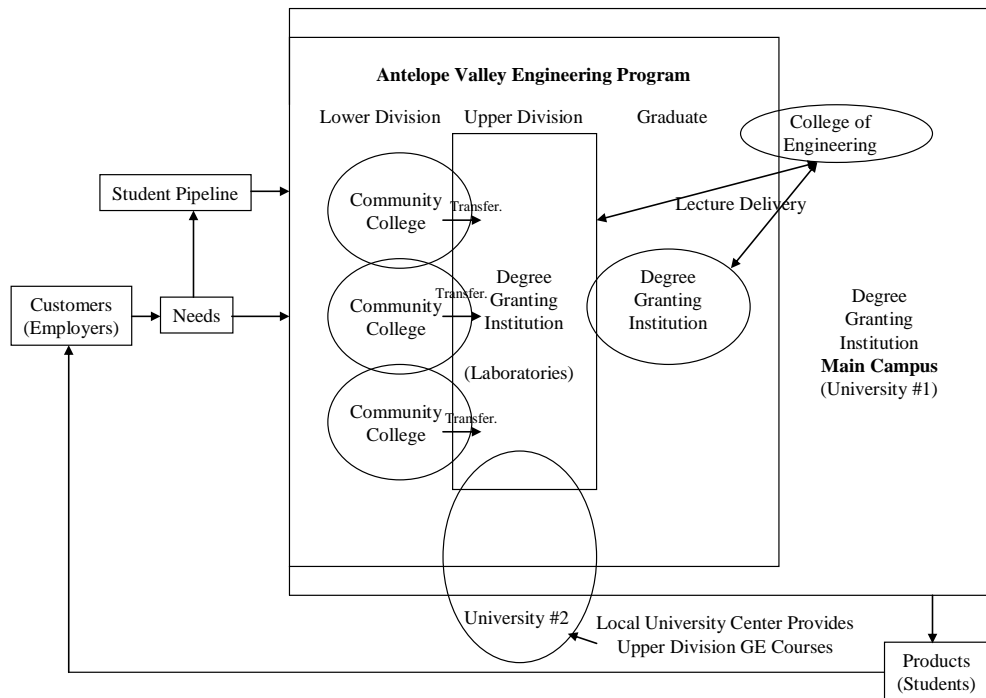 Antelope Valley Engineering Program
Lower Division
Upper Division
Graduate
College of
Engineering
Student Pipeline
Community
College
Transfer.
Lecture Delivery
Customers
(Employers)
Needs
Community
College
Transfer.
Degree
Granting
Institution
(Laboratories)
Degree
Granting
Institution
Degree
Granting
Institution
Main Campus
(University #1)
Community
College
Transfer.
University #2
Local University Center Provides
Upper Division GE Courses
Products
(Students)